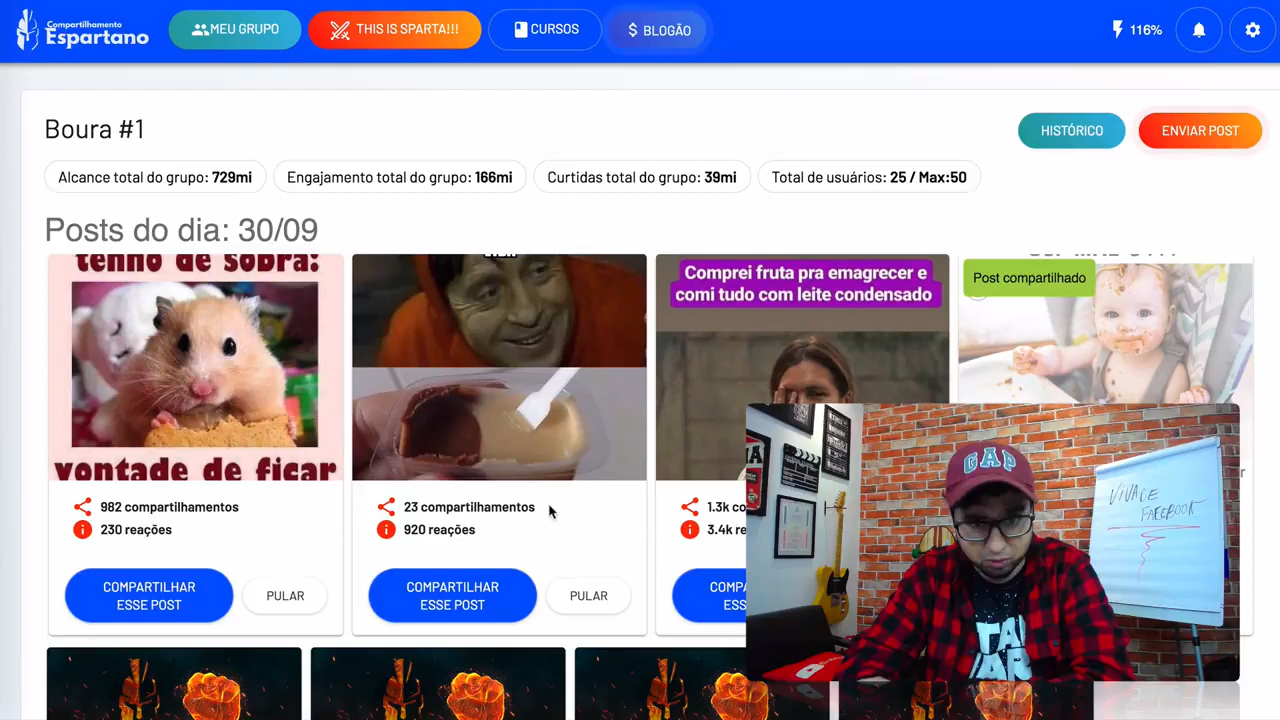 Compartilhamento
Espartano
MEU GRUPO
THIS IS SPARTA!!!
CURSOS
$ BLOGÃO
116%
Boura #1
HISTÓRICO
ENVIAR POST
Alcance total do grupo: 729mi
Engajamento total do grupo: 166mi
Curtidas total do grupo: 39mi
Total de usuários: 25 / Max:50
Posts do dia: 30/09
tenho de sobra:
vontade de ficar
Comprei fruta pra emagrecer e
comi tudo com leite condensado
Post compartilhado
982 compartilhamentos
230 reações
23 compartilhamentos
920 reações
1.3k co
3.4k re
COMPARTILHAR
ESSE POST
PULAR
COMPARTILHAR
ESSE POST
PULAR
COMP
ESS
GAP
VIVACE
FACEBOOK